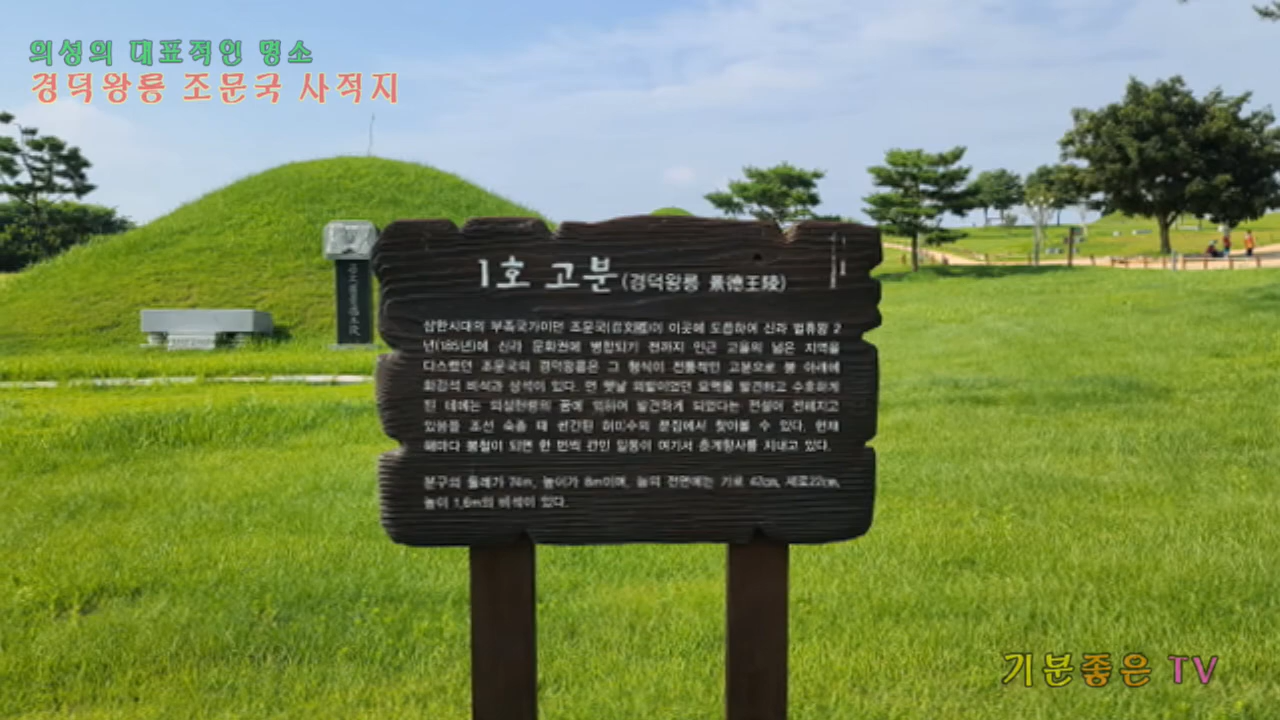 의성의 대표적인 명소
경덕왕릉 조문국 사적지
1호 고분(경덕왕릉 景德王陵)
삼한시대의 부족국가이던 조문국(召文國)이 이곳에 도읍하여 신라 벌휴왕 2
년(185년)에 신라 문화권에 병합되기 전까지 인근 고을의 넓은 지역을
다스렸던 조문국의 경덕왕릉은 그 형식이 전통적인 고분으로 봉 아래에
화강석 비석과 상석이 있다. 먼 옛날 외밭이었던 묘역을 발견하고 수호하게
된 데에는 의성현령의 꿈에 의하여 발견하게 되었다는 전설이 전해지고
있음을 조선 숙종 때 허미수의 문집에서 찾아볼 수 있다. 현재
해마다 봄철이 되면 한 번씩 관민 일동이 여기서 춘계향사를 지내고 있다.
분구의 둘레가 74m, 높이가 8m이며, 능의 전면에는 가로 42㎝, 세로22㎝,
높이 1.6m의 비석이 있다.
기분좋은 TV